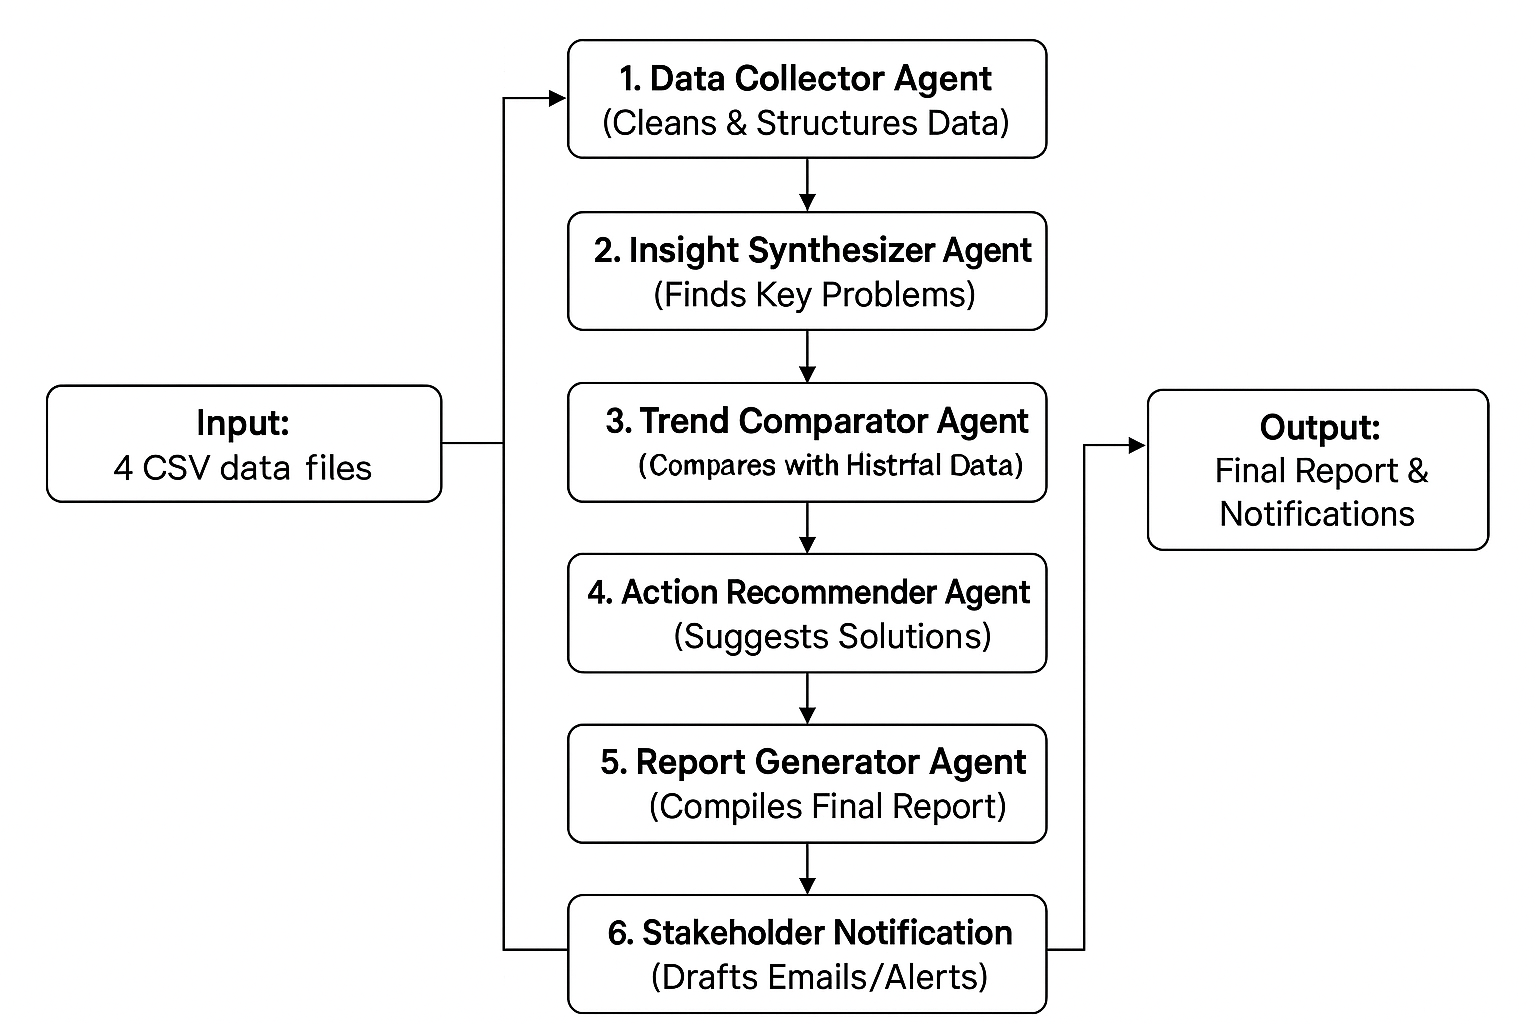 1. Data Collector Agent
(Cleans & Structures Data)
2. Insight Synthesizer Agent
(Finds Key Problems)
Input:
4 CSV data files
3. Trend Comparator Agent
(Compares with Histrfal Data)
Output:
Final Report &
Notifications
4. Action Recommender Agent
(Suggests Solutions)
5. Report Generator Agent
(Compiles Final Report)
6. Stakeholder Notification
(Drafts Emails/Alerts)